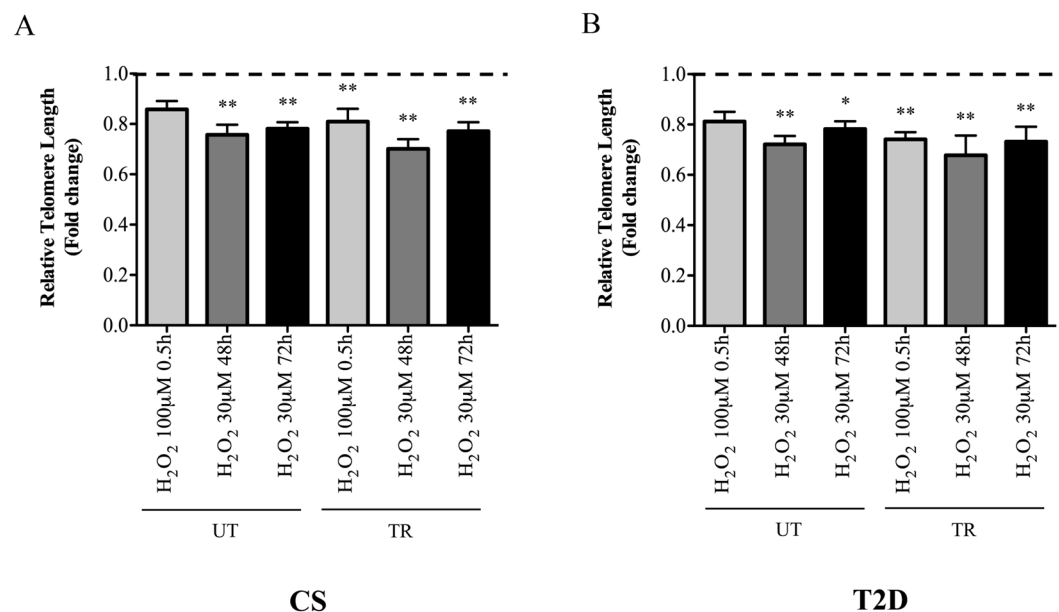 A
Relative Telomere Length
(Fold change)
1.0
0.8
0.6
0.4
0.2
0.0
**
**
**
**
**
H₂O₂ 100μM 0.5h
H₂O₂ 30μM 48h
H₂O₂ 30μM 72h
H₂O₂ 100μM 0.5h
H₂O₂ 30μM 48h
H₂O₂ 30μM 72h
UT
TR
CS
B
Relative Telomere Length
(Fold change)
1.0
0.8
0.6
0.4
0.2
0.0
**
*
**
**
**
H₂O₂ 100μM 0.5h
H₂O₂ 30μM 48h
H₂O₂ 30μM 72h
H₂O₂ 100μM 0.5h
H₂O₂ 30μM 48h
H₂O₂ 30μM 72h
UT
TR
T2D